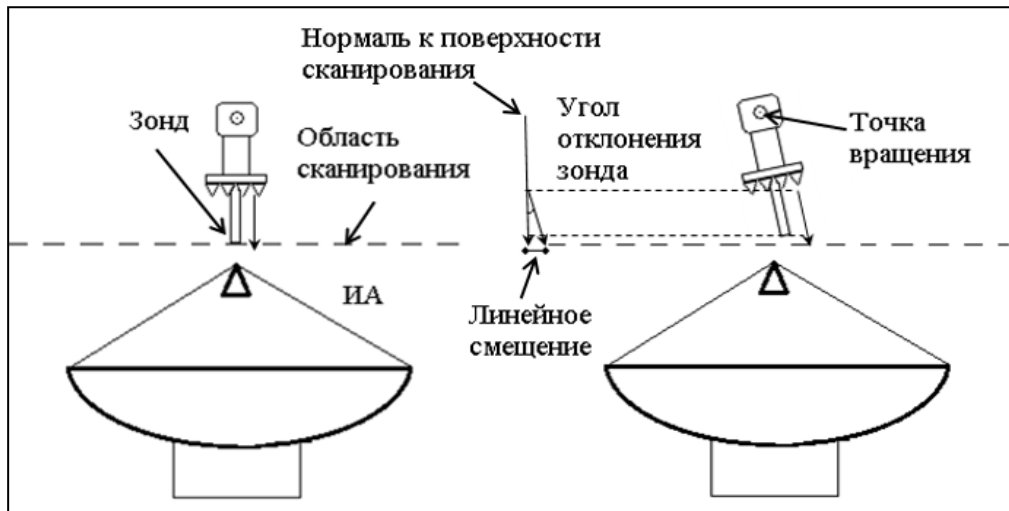 Нормаль к поверхности
сканирования
Зонд
Область
сканирования
Угол
отклонения
зонда
Точка
вращения
ИА
Линейное
смещение